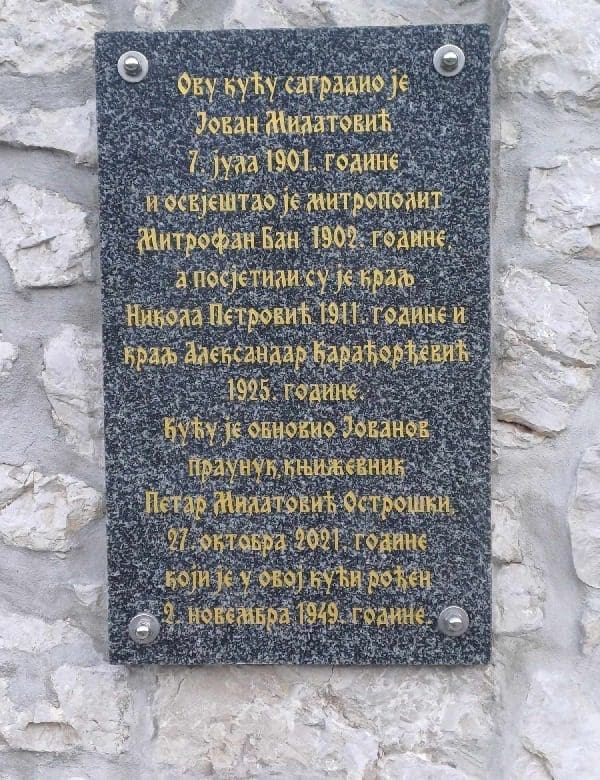 Ову кућу саградио је
Јован Милатовић
7. јула 1901. године
и освјештао је митрополит
Митрофан Бан 1902. године,
а посјетили су је краљ
Никола Петровић 1911. године и
краљ Александар Карађорђевић
1925. године.
Кућу је обновио Јованов
праунук,књижевник
Петар Милатовић Острошки,
27. октобра 2021. године
који је у овој кући рођен
2. новембра 1949. године.